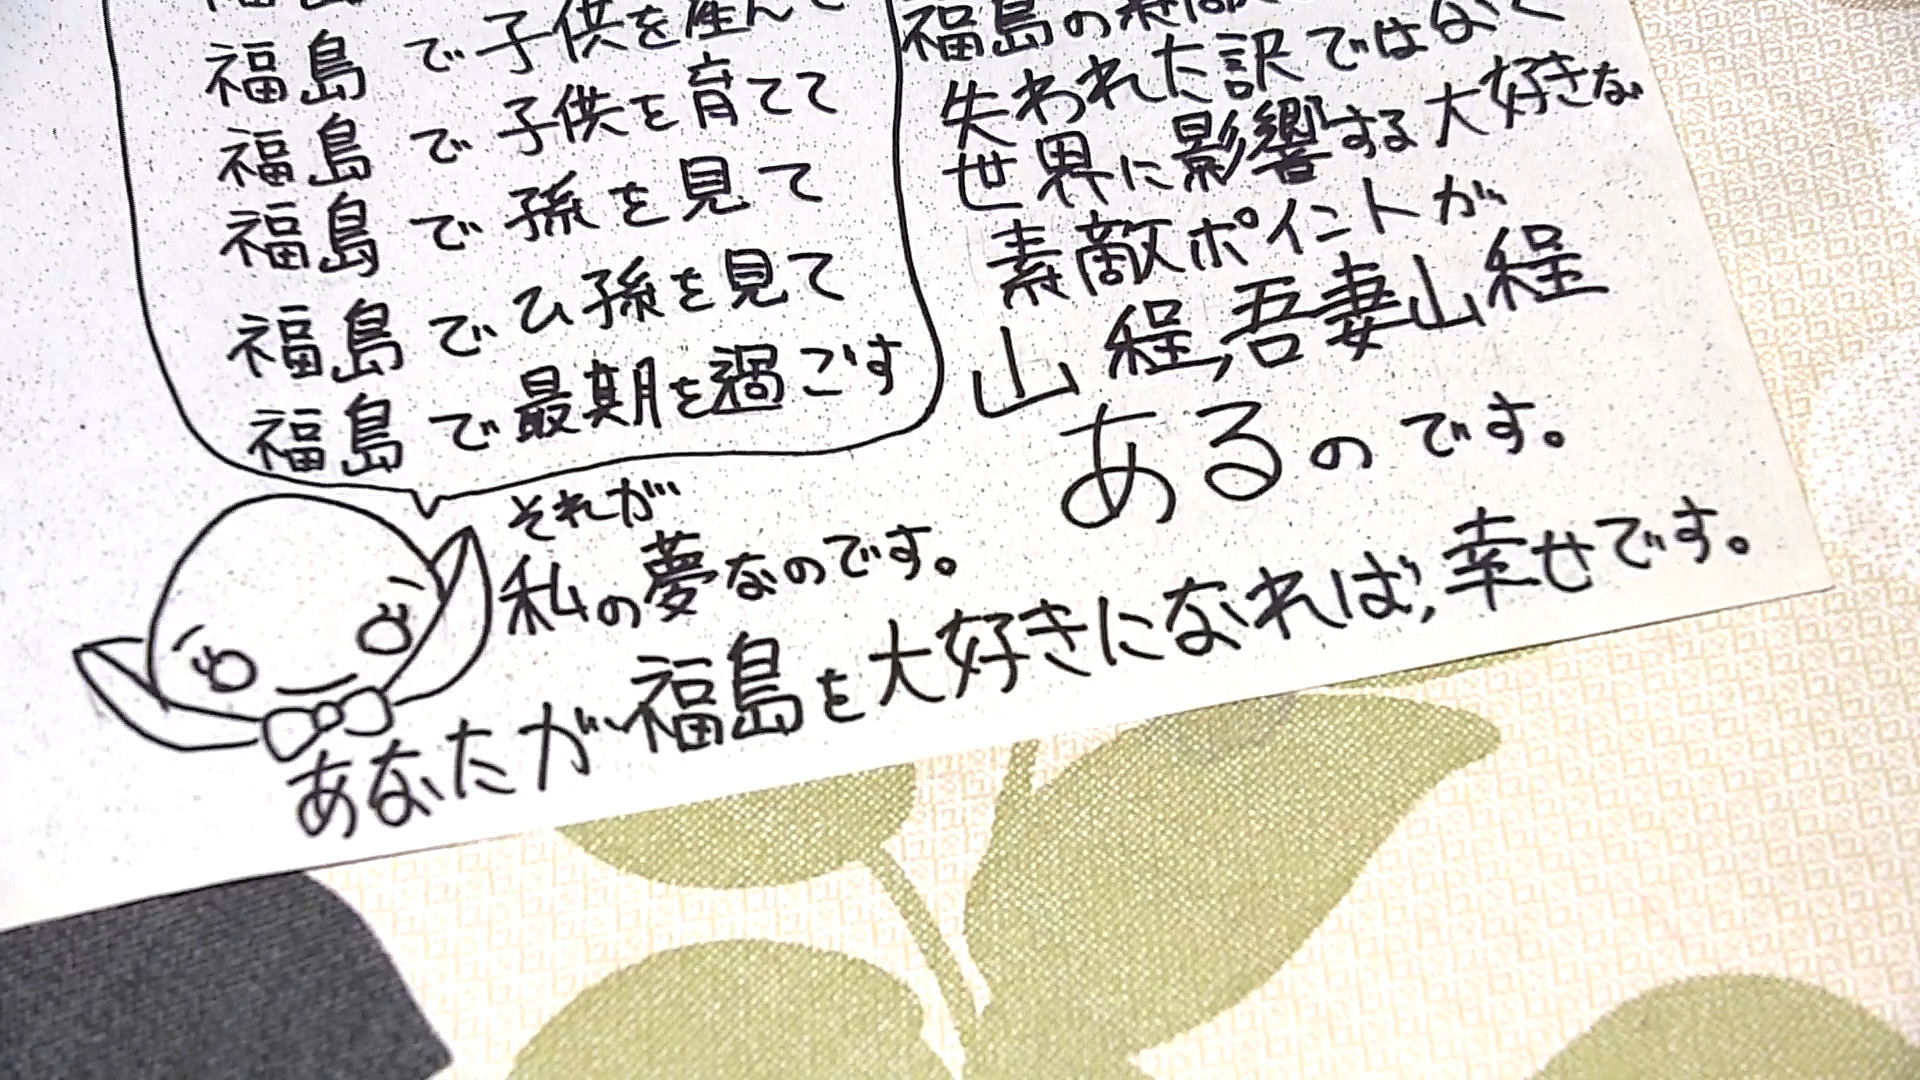 福島で子供を産んで
福島で子供を育てて
福島で孫を見て
福島でひ孫を見て
福島で最期を過ごす
それが
私の夢なのです。
福島の素敵
失われた訳ではなく
世界に影響する大好きな
素敵ポイントが
山程,吾妻山程
あるのです。
あなたが福島を大好きになれば,幸せです。